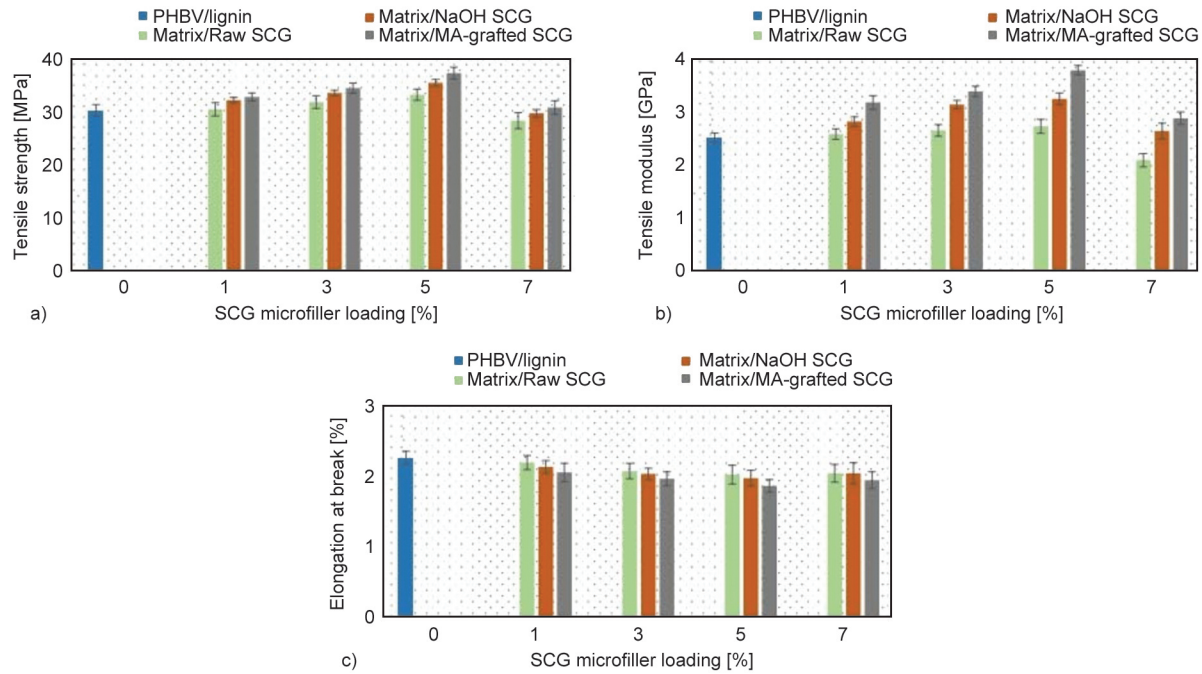 PHBV/lignin
Matrix/NaOH SCG
Matrix/Raw SCG
Matrix/MA-grafted SCG
Tensile strength [MPa]
40
30
20
10
0
0 1 3 5 7
SCG microfiller loading [%]
a)
PHBV/lignin
Matrix/NaOH SCG
Matrix/Raw SCG
Matrix/MA-grafted SCG
Tensile modulus [GPa]
4
3
2
1
0
0 1 3 5 7
SCG microfiller loading [%]
b)
PHBV/lignin
Matrix/NaOH SCG
Matrix/Raw SCG
Matrix/MA-grafted SCG
Elongation at break [%]
3
2
1
0
0 1 3 5 7
SCG microfiller loading [%]
c)